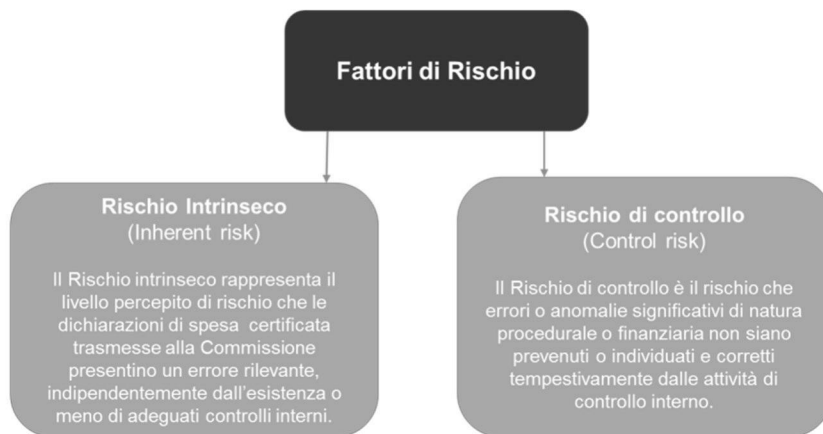 Fattori di Rischio
Rischio Intrinseco
(Inherent risk)
Il Rischio intrinseco rappresenta il
livello percepito di rischio che le
dichiarazioni di spesa certificata
trasmesse alla Commissione
presentino un errore rilevante,
indipendentemente dall'esistenza o
meno di adeguati controlli interni.
Rischio di controllo
(Control risk)
Il Rischio di controllo è il rischio che
errori o anomalie significativi di natura
procedurale o finanziaria non siano
prevenuti o individuati e corretti
tempestivamente dalle attività di
controllo interno.